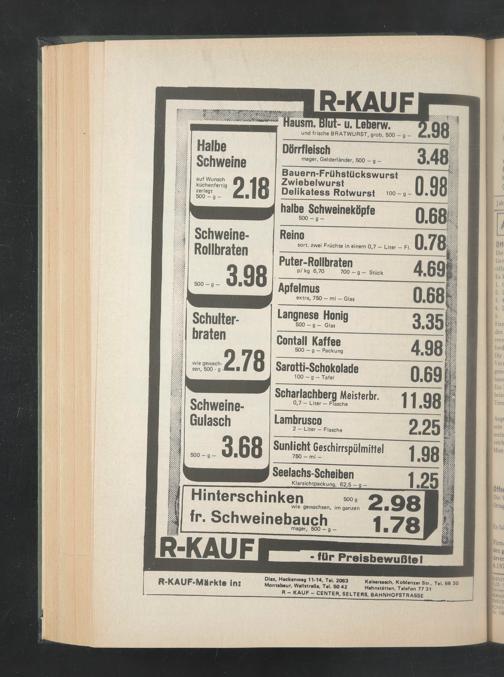 R-KAUF
Halbe
Schweine
auf Wunsch
küchenfertig
zerlegt
500 – g –
2.18
Schweine-
Rollbraten
500 – g –
3.98
Schulter-
braten
wie gewach-
sen, 500 - g
2.78
Schweine-
Gulasch
500 – g –
3.68
Hausm. Blut- u. Leberw.
und frische BRATWURST, grob, 500 – g –
2.98
Dörrfleisch
mager, Gelderländer, 500 – g –
3.48
Bauern-Frühstückswurst
Zwiebelwurst
Delikatess Rotwurst 100 – g –
0.98
halbe Schweineköpfe
500 – g –
0.68
Reino
sort. zwei Früchte in einem 0,7 – Liter – Fl.
0.78
Puter-Rollbraten
p/kg 6,70 700 – g – Stück
4.69
Apfelmus
extra, 750 – ml – Glas
0.68
Langnese Honig
500 – g – Glas
3.35
Contall Kaffee
500 – g – Packung
4.98
Sarotti-Schokolade
100 – g – Tafel
0.69
Scharlachberg Meisterbr.
0,7 – Liter – Flasche
11.98
Lambrusco
2 – Liter – Flasche
2.25
Sunlicht Geschirrspülmittel
750 – ml –
1.98
Seelachs-Scheiben
Klarsichtpackung, 62,5 – g –
1.25
Hinterschinken 500 g
wie gewachsen, im ganzen
2.98
fr. Schweinebauch
mager, 500 – g –
1.78
R-KAUF
- für Preisbewußte!
R-KAUF-Märkte in:
Diez, Hackenweg 11-14, Tel. 2063
Montabaur, Wallstraße, Tel. 50 42
Kaisersesch, Koblenzer Str., Tel. 88 30
Hahnstätten, Telefon 77 31
R – KAUF – CENTER, SELTERS, BAHNHOFSTRASSE